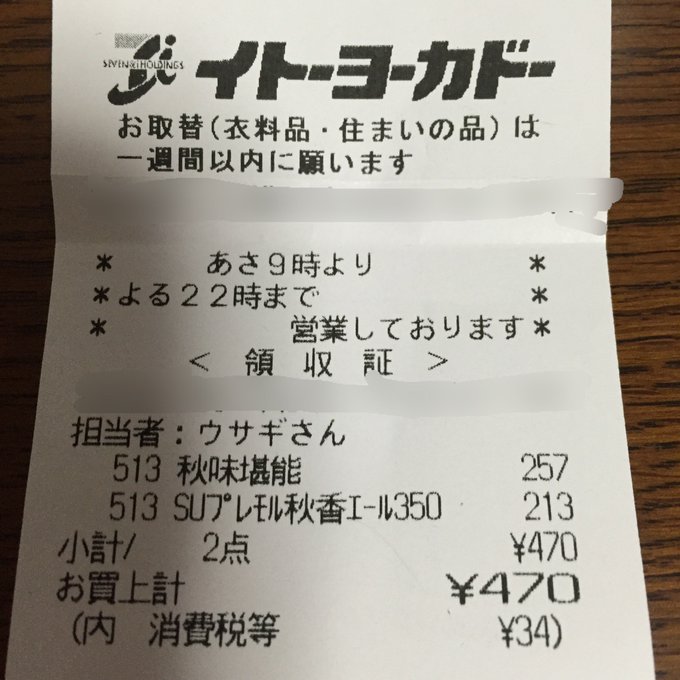 SEVEN&i HOLDINGS
イトーヨーカドー
お取替(衣料品・住まいの品)は
一週間以内に願います
* あさ9時より *
*よる22時まで *
* 営業しております*
< 領 収 証 >
担当者:ウサギさん
513 秋味堪能 257
513 SUプレモル秋香エール350 213
小計/ 2点 ¥470
お買上計 ¥470
(内 消費税等 ¥34)